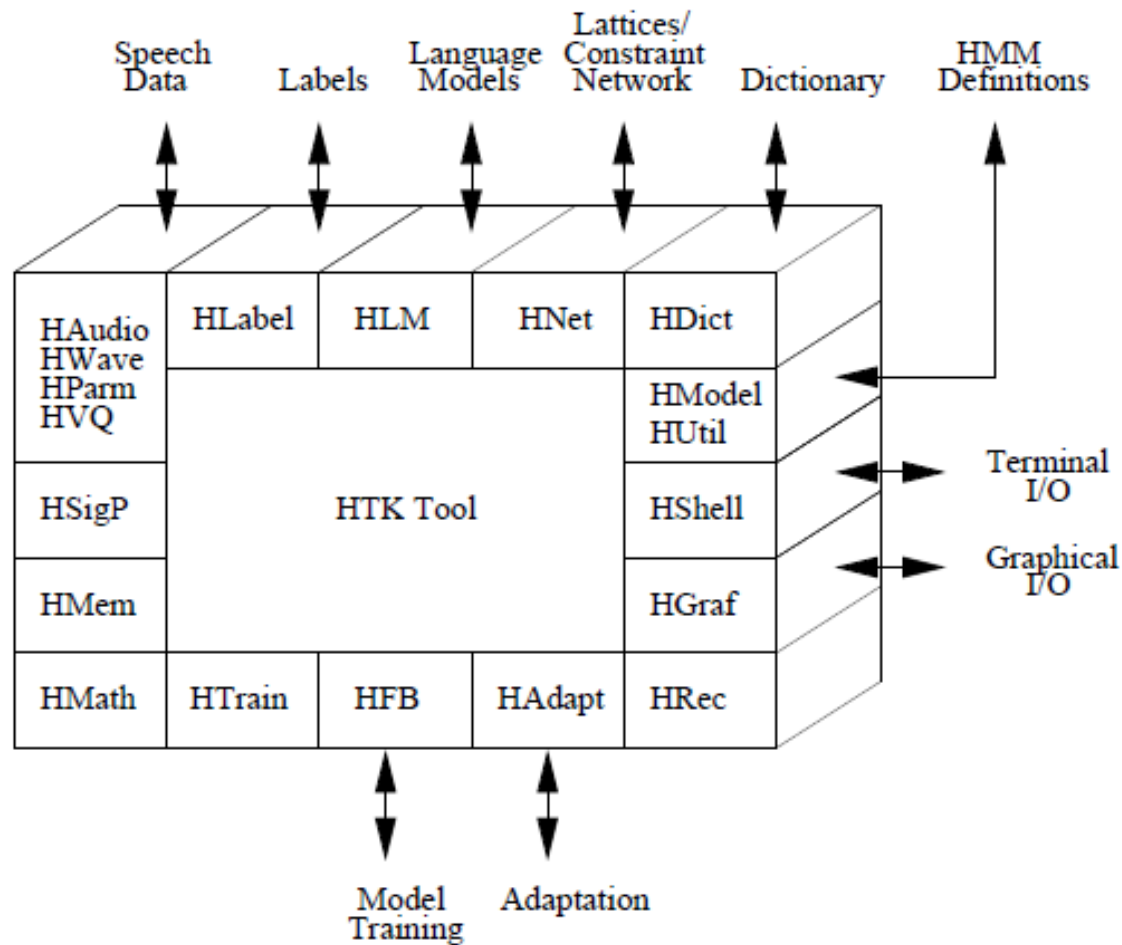 Speech
Data
Labels
Language
Models
Lattices/
Constraint
Network
Dictionary
HMM
Definitions
HAudio
HWave
HParm
HVQ
HLabel
HLM
HNet
HDict
HModel
HUtil
HSigP
HTK Tool
HShell
Terminal
I/O
HMem
HGraf
Graphical
I/O
HMath
HTrain
HFB
HAdapt
HRec
Model
Training
Adaptation